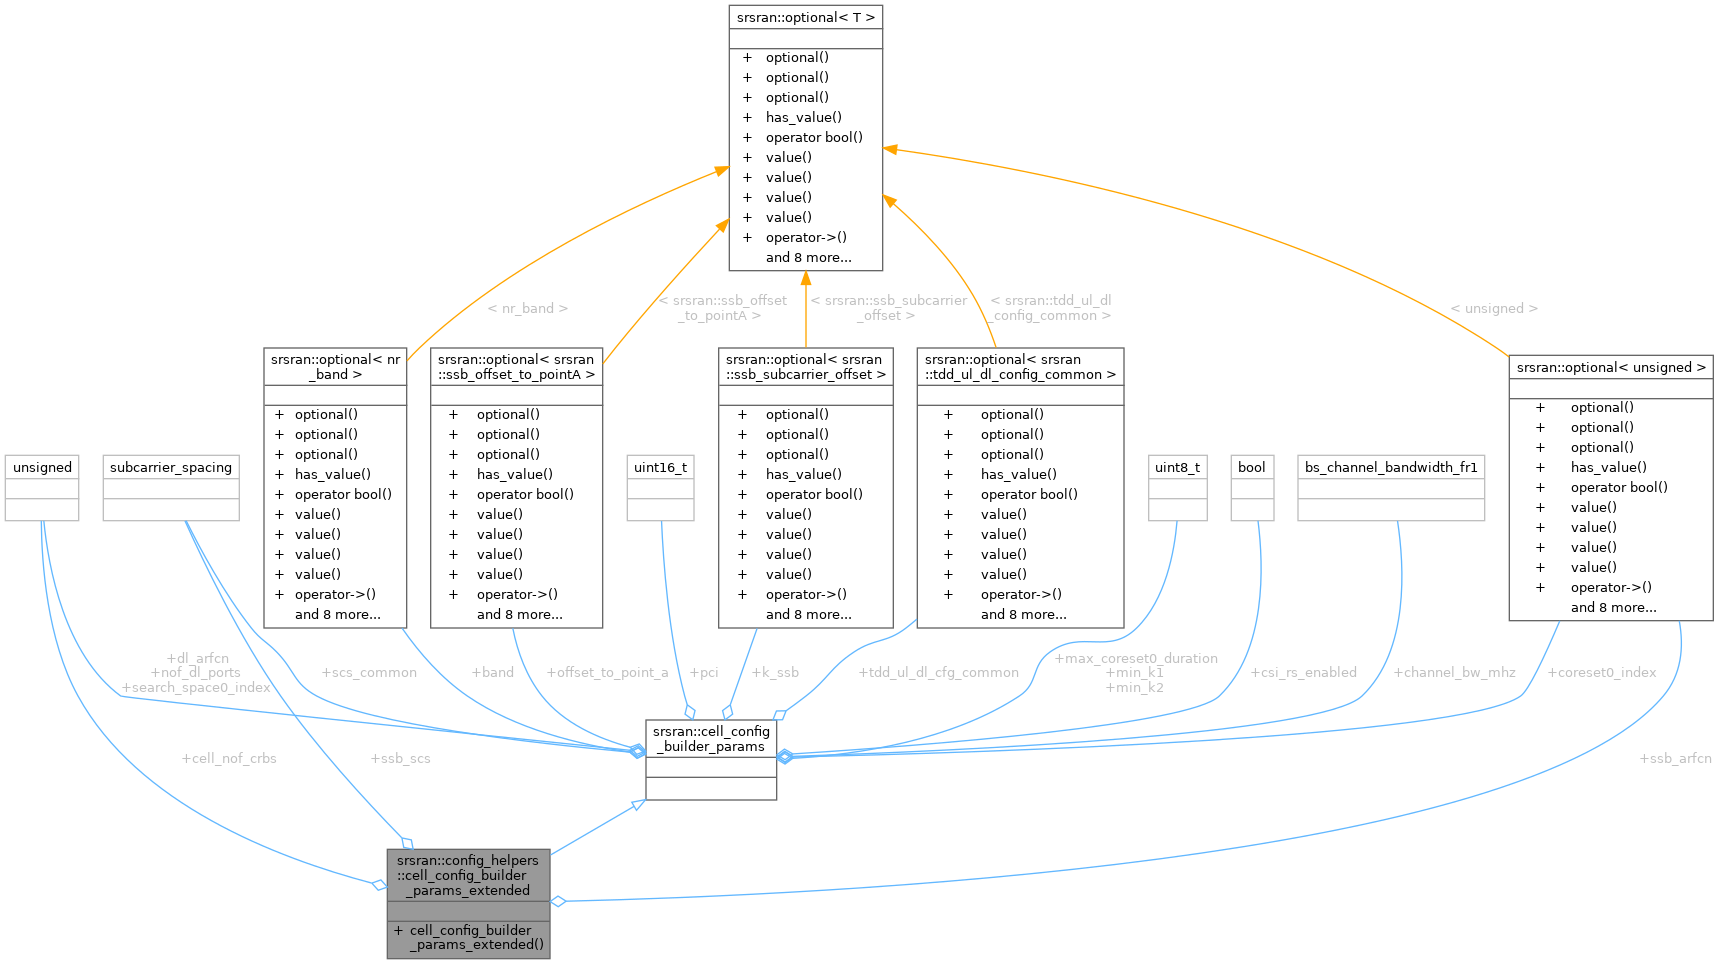 srsran::optional< T >
+ optional()
+ optional()
+ optional()
+ has_value()
+ operator bool()
+ value()
+ value()
+ value()
+ value()
+ operator->()
and 8 more...
< nr_band >
< srsran::ssb_offset
_to_pointA >
< srsran::ssb_subcarrier
_offset >
< srsran::tdd_ul_dl
_config_common >
< unsigned >
unsigned
subcarrier_spacing
srsran::optional< nr
_band >
+ optional()
+ optional()
+ optional()
+ has_value()
+ operator bool()
+ value()
+ value()
+ value()
+ value()
+ operator->()
and 8 more...
srsran::optional< srsran
::ssb_offset_to_pointA >
+ optional()
+ optional()
+ optional()
+ has_value()
+ operator bool()
+ value()
+ value()
+ value()
+ value()
+ operator->()
and 8 more...
uint16_t
srsran::optional< srsran
::ssb_subcarrier_offset >
+ optional()
+ optional()
+ optional()
+ has_value()
+ operator bool()
+ value()
+ value()
+ value()
+ value()
+ operator->()
and 8 more...
srsran::optional< srsran
::tdd_ul_dl_config_common >
+ optional()
+ optional()
+ optional()
+ has_value()
+ operator bool()
+ value()
+ value()
+ value()
+ value()
+ operator->()
and 8 more...
uint8_t
bool
bs_channel_bandwidth_fr1
srsran::optional< unsigned >
+ optional()
+ optional()
+ optional()
+ has_value()
+ operator bool()
+ value()
+ value()
+ value()
+ value()
+ operator->()
and 8 more...
+dl_arfcn
+nof_dl_ports
+search_space0_index
+scs_common
+band
+offset_to_point_a
+pci
+k_ssb
+tdd_ul_dl_cfg_common
+max_coreset0_duration
+min_k1
+min_k2
+csi_rs_enabled
+channel_bw_mhz
+coreset0_index
srsran::cell_config
_builder_params
+cell_nof_crbs
+ssb_scs
+ssb_arfcn
srsran::config_helpers
::cell_config_builder
_params_extended
+ cell_config_builder
_params_extended()